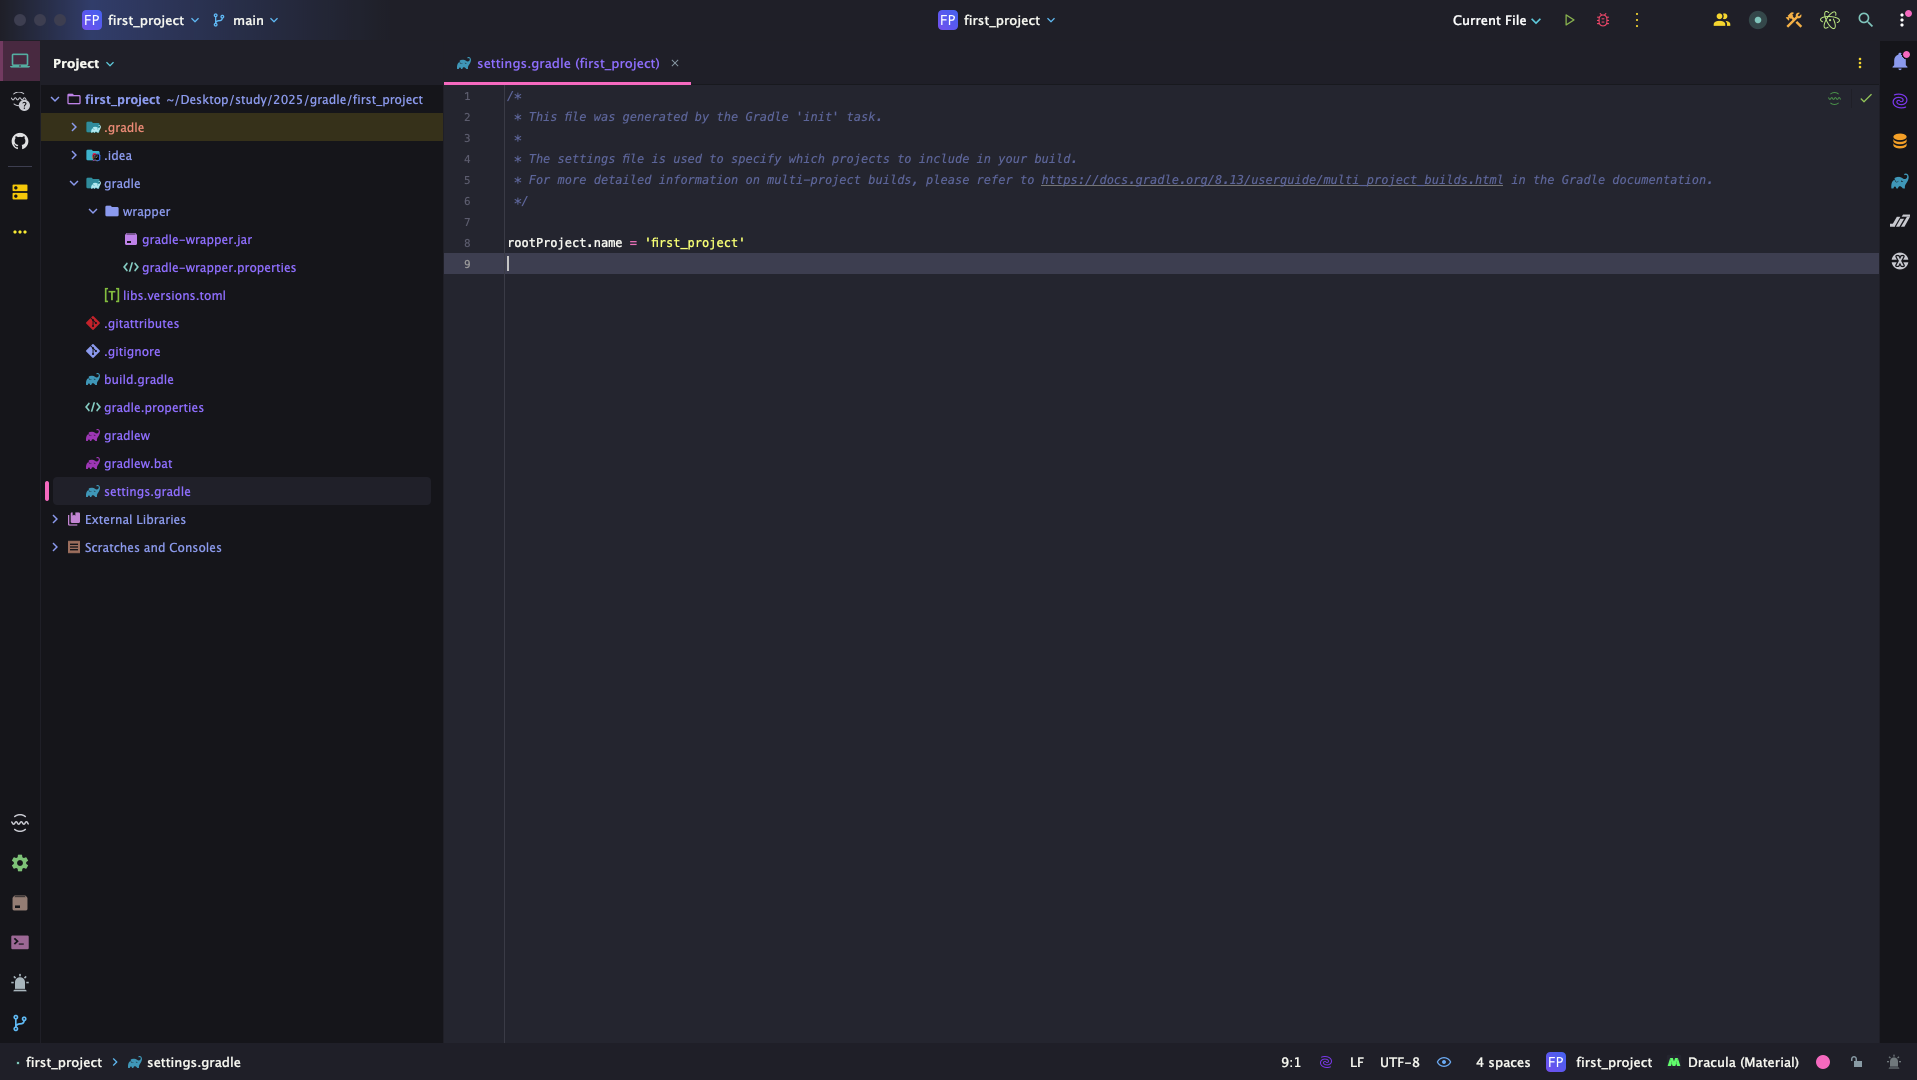 FP first_project main
FP first_project
Current File
Project
settings.gradle (first_project)
first_project ~/Desktop/study/2025/gradle/first_project
.gradle
.idea
gradle
wrapper
gradle-wrapper.jar
gradle-wrapper.properties
[T] libs.versions.toml
.gitattributes
.gitignore
build.gradle
</> gradle.properties
gradlew
gradlew.bat
settings.gradle
External Libraries
Scratches and Consoles
1 /*
2 * This file was generated by the Gradle 'init' task.
3 *
4 * The settings file is used to specify which projects to include in your build.
5 * For more detailed information on multi-project builds, please refer to https://docs.gradle.org/8.13/userguide/multi_project_builds.html in the Gradle documentation.
6 */
7
8 rootProject.name = 'first_project'
9
first_project > settings.gradle
9:1 LF UTF-8 4 spaces FP first_project Dracula (Material)